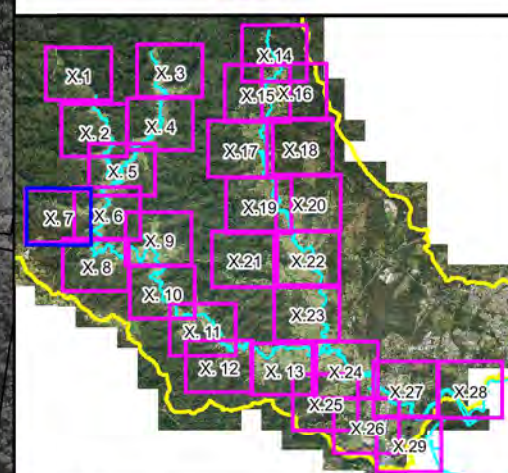 X.14
X.1
X. 3
X.15
X.16
X. 2
X. 4
X.17
X.18
X. 5
X. 7
X. 6
X.19
X.20
X. 9
X. 8
X.21
X.22
X. 10
X. 11
X.23
X. 12
X. 13
X.24
X.27
X.28
X.25
X.26
X.29